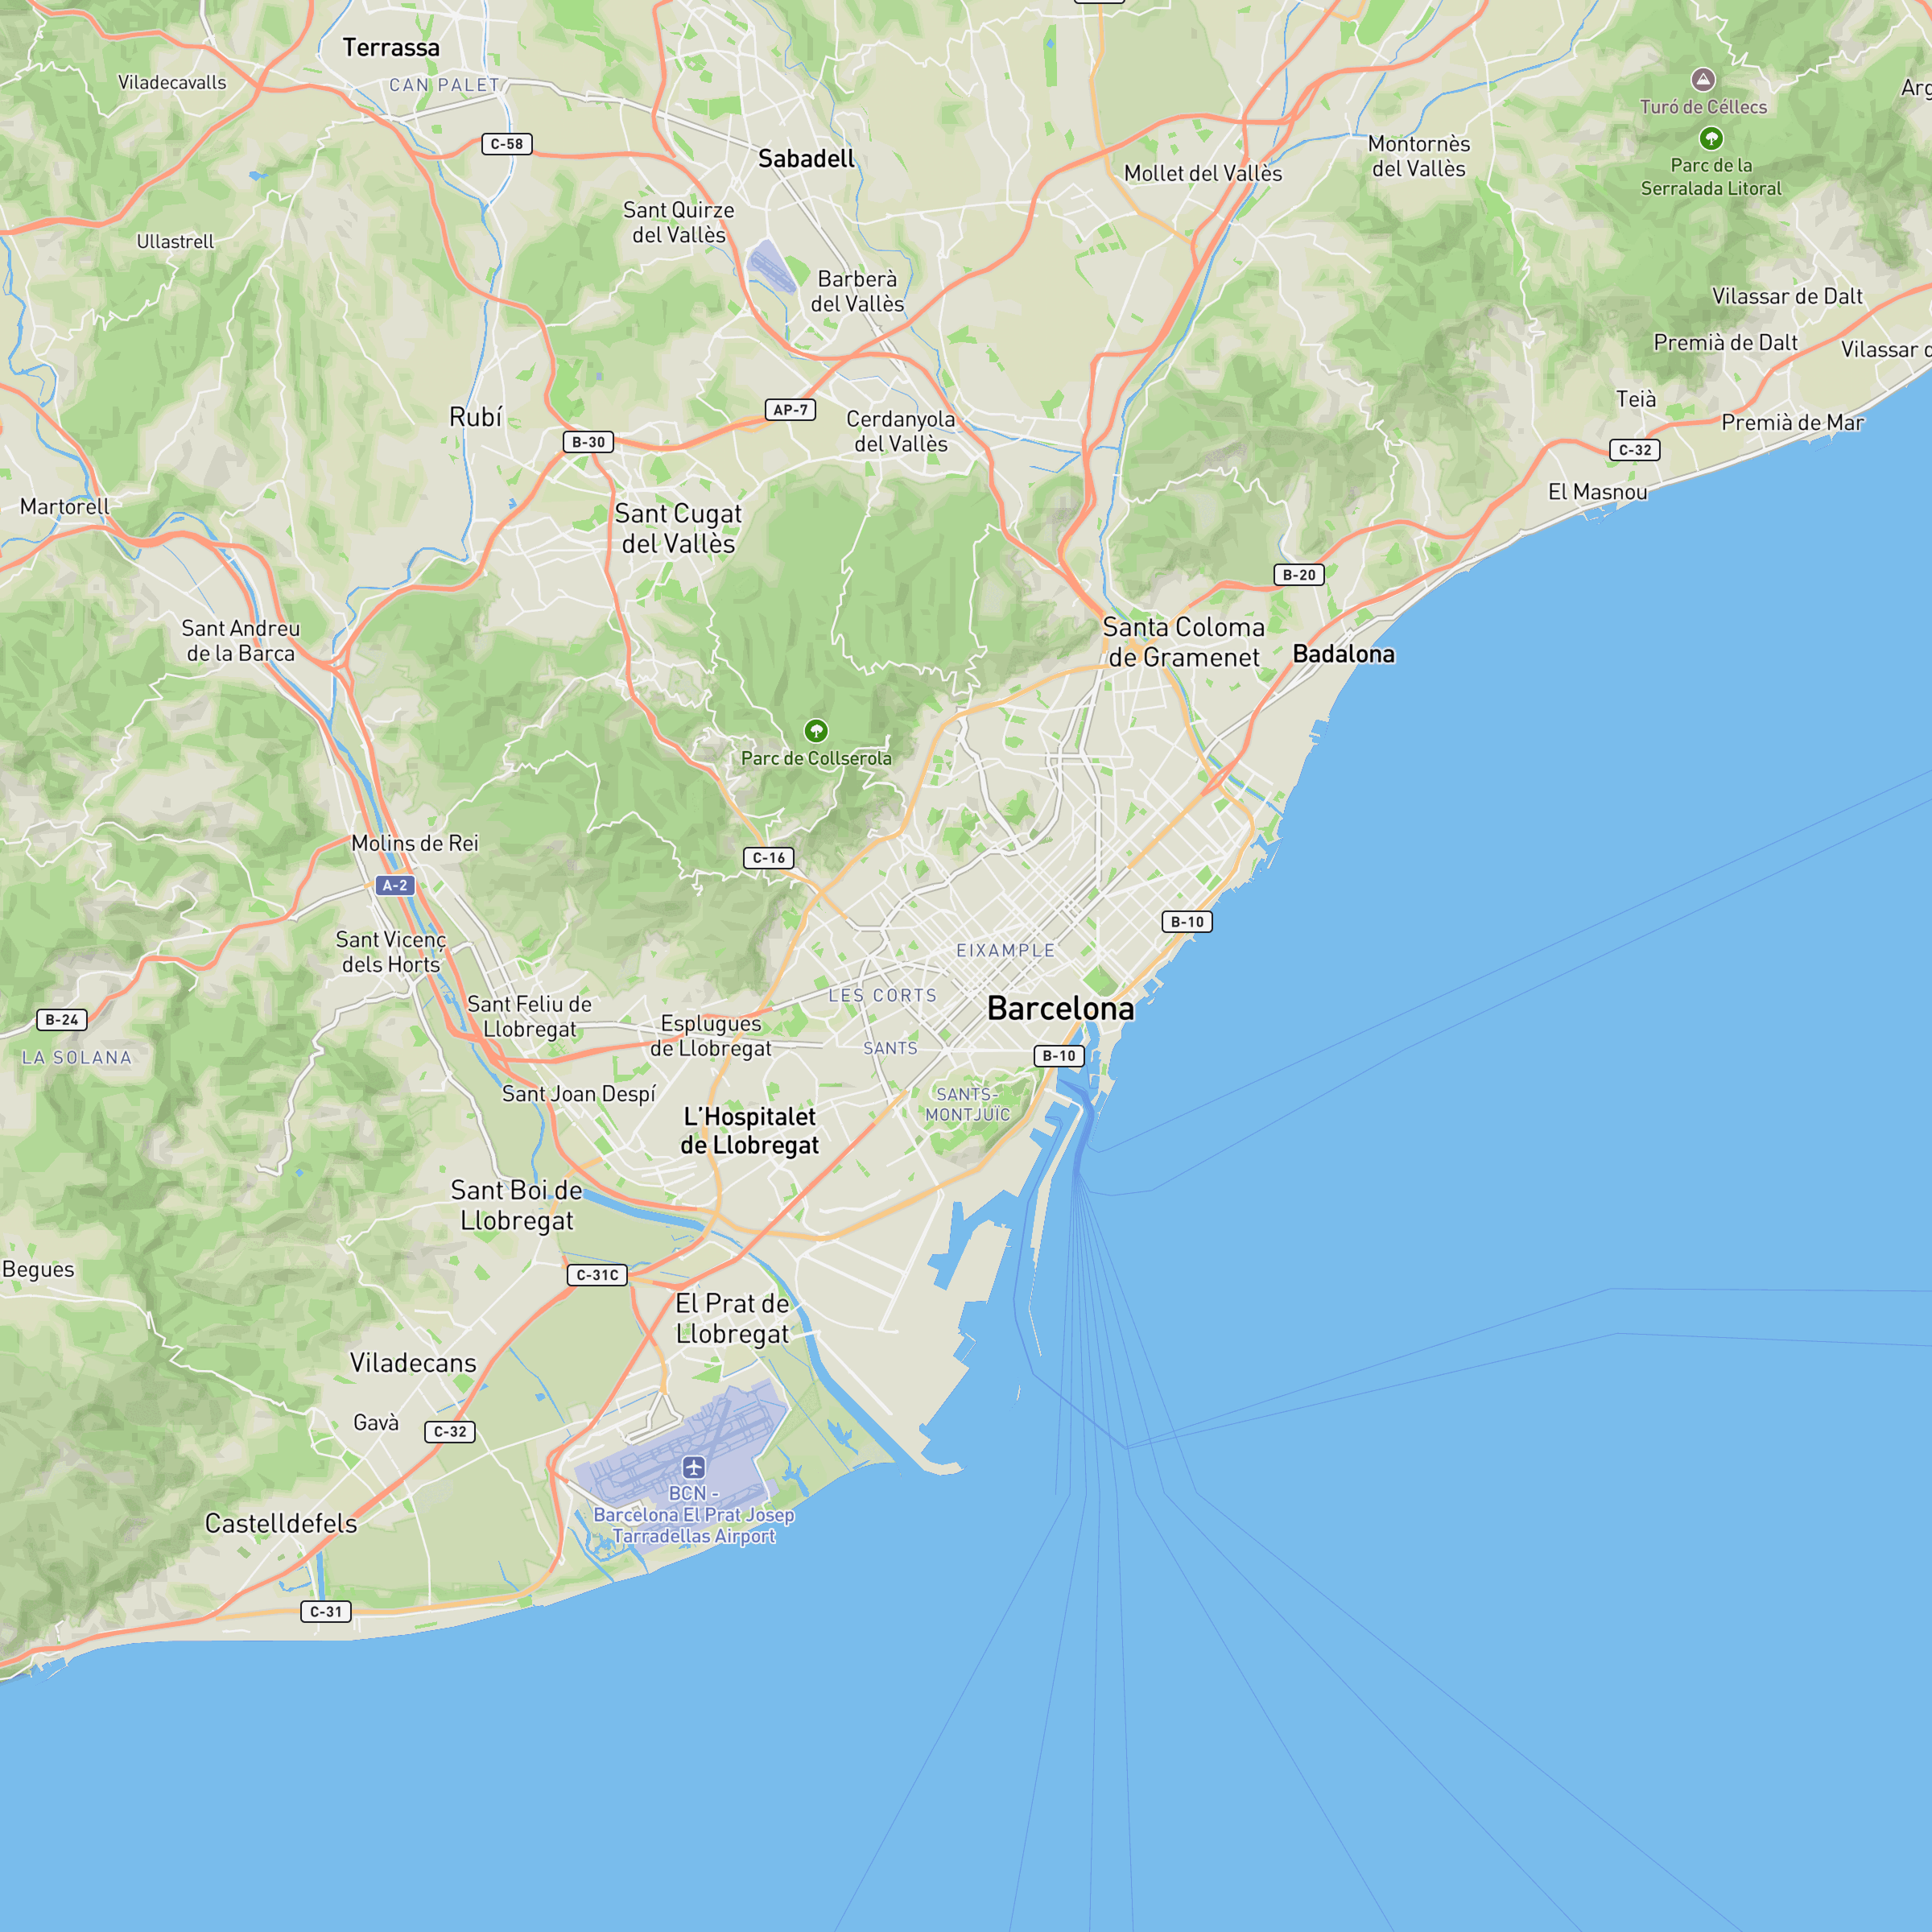 Terrassa
Viladecavalls
CAN PALET
Turó de Céllecs
C-58
Sabadell
Mollet del Vallès
Montornès
del Vallès
Parc de la
Serralada Litoral
Sant Quirze
del Vallès
Ullastrell
Barberà
del Vallès
Vilassar de Dalt
Premià de Dalt
Vilassar d
Teià
AP-7
Rubí
Cerdanyola
del Vallès
Premià de Mar
B-30
C-32
El Masnou
Martorell
Sant Cugat
del Vallès
B-20
Sant Andreu
de la Barca
Santa Coloma
de Gramenet
Badalona
Parc de Collserola
Molins de Rei
C-16
A-2
B-10
Sant Vicenç
dels Horts
EIXAMPLE
LES CORTS
Barcelona
B-24
Sant Feliu de
Llobregat
Esplugues
de Llobregat
LA SOLANA
SANTS
B-10
Sant Joan Despí
SANTS-
MONTJUÏC
L'Hospitalet
de Llobregat
Sant Boi de
Llobregat
Begues
C-31C
El Prat de
Llobregat
Viladecans
Gavà
C-32
BCN -
Barcelona El Prat Josep
Tarradellas Airport
Castelldefels
C-31